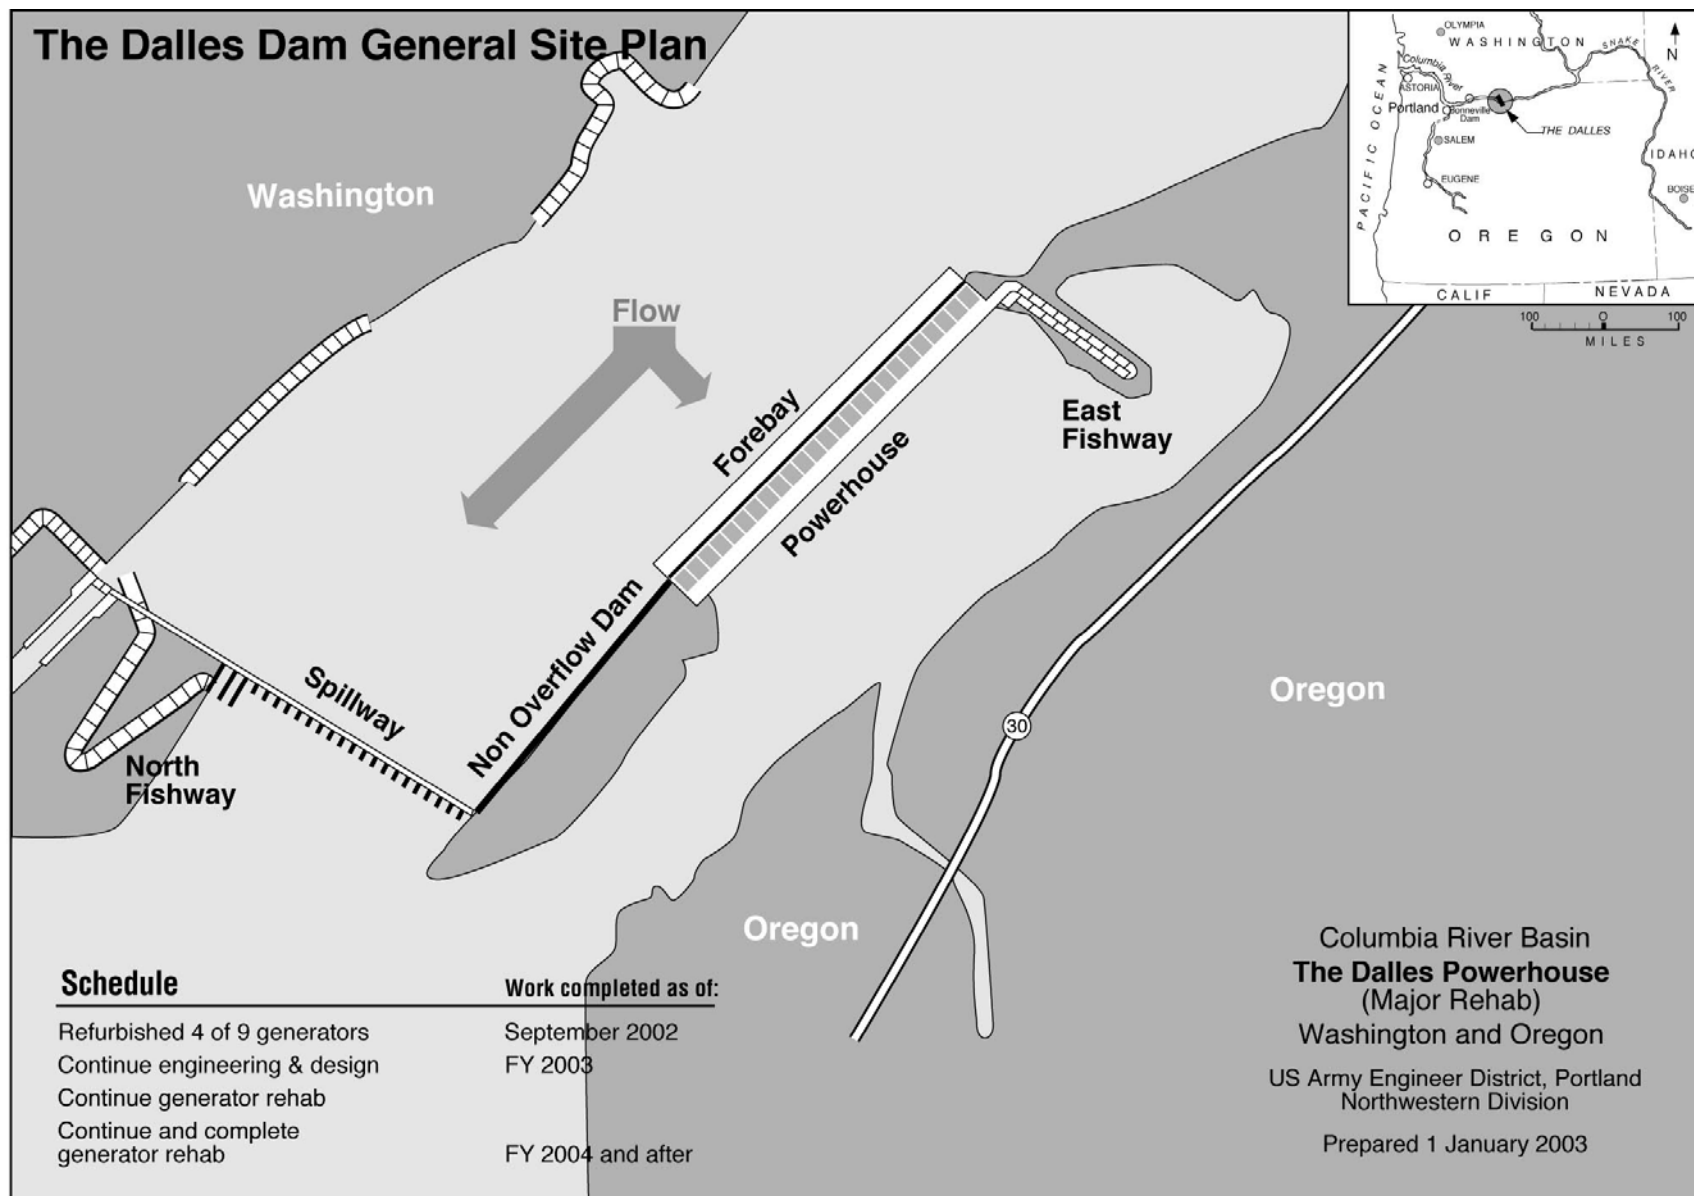 The Dalles Dam General Site Plan
OLYMPIA
WASHINGTON
SNAKE
RIVER
N
Columbia River
ASTORIA
Portland
Bonneville
Dam
THE DALLES
PACIFIC OCEAN
SALEM
IDAHO
EUGENE
BOISE
OREGON
CALIF
NEVADA
100 0 100
MILES
Washington
Flow
Forebay
Powerhouse
East
Fishway
Non Overflow Dam
Spillway
North
Fishway
Oregon
30
Oregon
Schedule Work completed as of:
Refurbished 4 of 9 generators September 2002
Continue engineering & design FY 2003
Continue generator rehab
Continue and complete
generator rehab FY 2004 and after
Columbia River Basin
The Dalles Powerhouse
(Major Rehab)
Washington and Oregon
US Army Engineer District, Portland
Northwestern Division
Prepared 1 January 2003